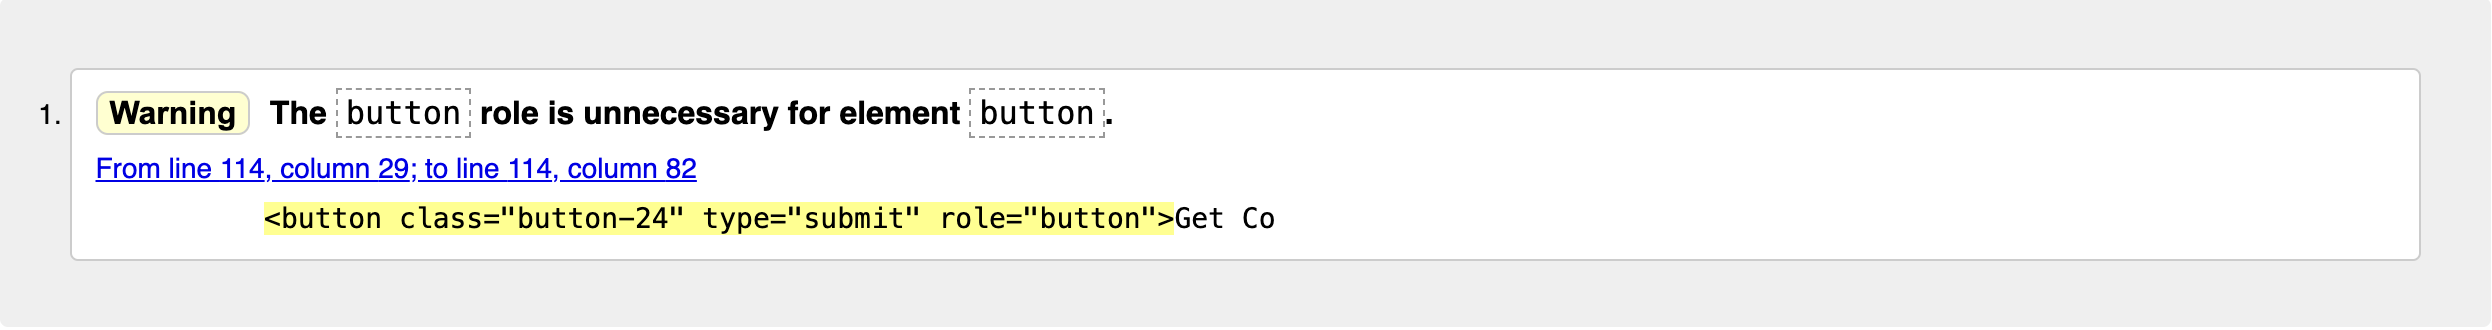 1. Warning The button role is unnecessary for element button.
From line 114, column 29; to line 114, column 82
<button class="button-24" type="submit" role="button">Get Co